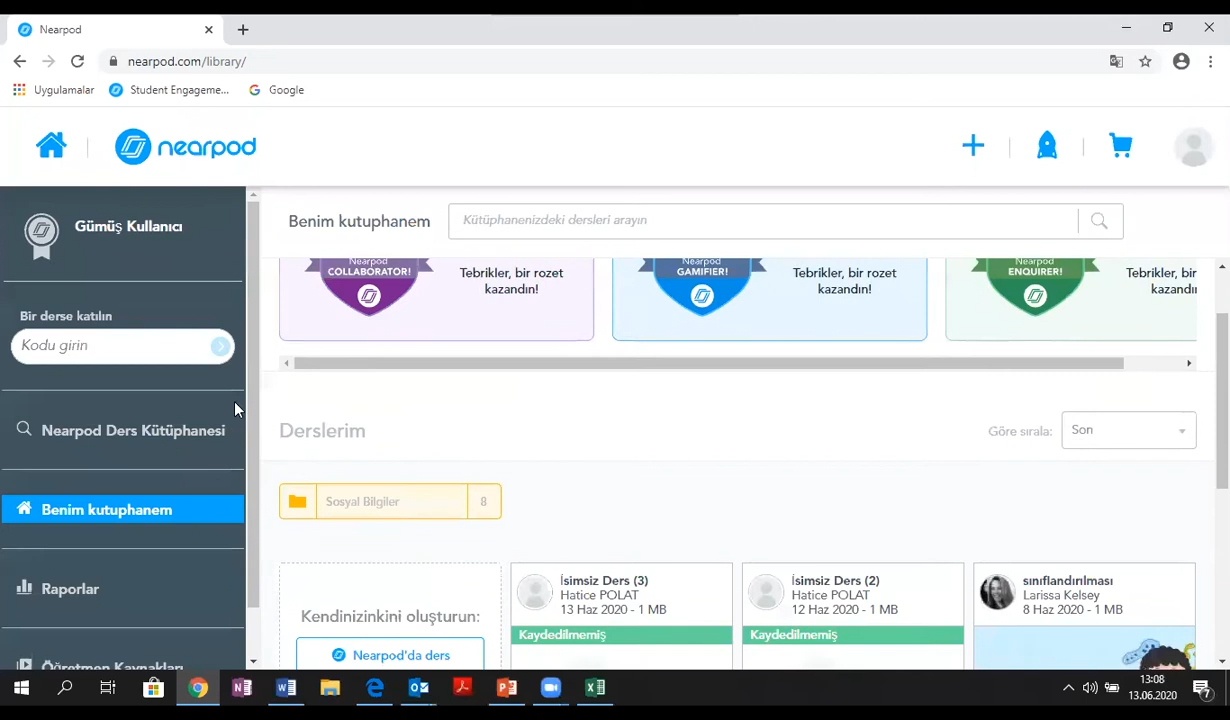 Nearpod
nearpod.com/library/
Uygulamalar
Student Engageme...
Google
nearpod
Gümüş Kullanıcı
Benim kutuphanem
Kütüphanenizdeki dersleri arayın
Nearpod
COLLABORATOR!
Tebrikler, bir rozet
kazandın!
Nearpod
GAMIFIER!
Tebrikler, bir rozet
kazandın!
Nearpod
ENQUIRER!
Tebrikler, bir
kazandın
Bir derse katılın
Kodu girin
Nearpod Ders Kütüphanesi
Benim kutuphanem
Raporlar
Öğretmen Kaynakları
Derslerim
Göre sırala:
Son
Sosyal Bilgiler
8
Kendinizinkini oluşturun:
Nearpod'da ders
İsimsiz Ders (3)
Hatice POLAT
13 Haz 2020 - 1 MB
Kaydedilmemiş
İsimsiz Ders (2)
Hatice POLAT
12 Haz 2020 - 1 MB
Kaydedilmemiş
sınıflandırılması
Larissa Kelsey
8 Haz 2020 - 1 MB
13:08
13.06.2020
7